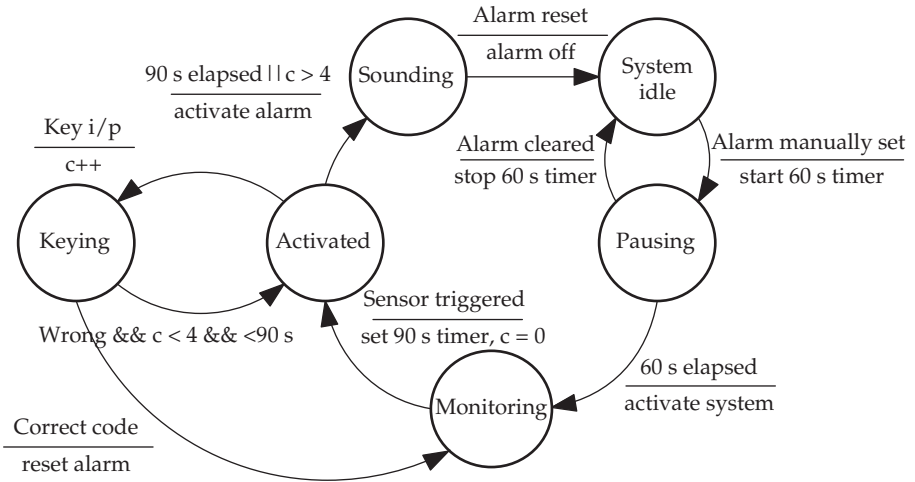 Alarm reset
alarm off
Sounding
System
idle
90 s elapsed || c > 4
activate alarm
Key i/p
c++
Alarm cleared
stop 60 s timer
Alarm manually set
start 60 s timer
Keying
Activated
Pausing
Sensor triggered
set 90 s timer, c = 0
Wrong && c < 4 && <90 s
60 s elapsed
activate system
Monitoring
Correct code
reset alarm